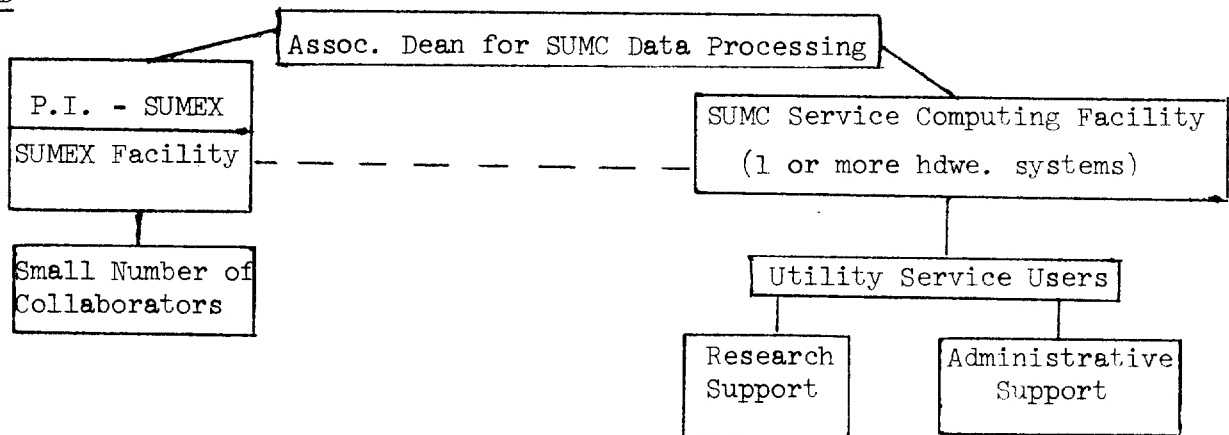 Assoc. Dean for SUMC Data Processing
P.I. - SUMEX
SUMEX Facility
SUMC Service Computing Facility
(1 or more hdwe. systems)
Small Number of
Collaborators
Utility Service Users
Research
Support
Administrative
Support